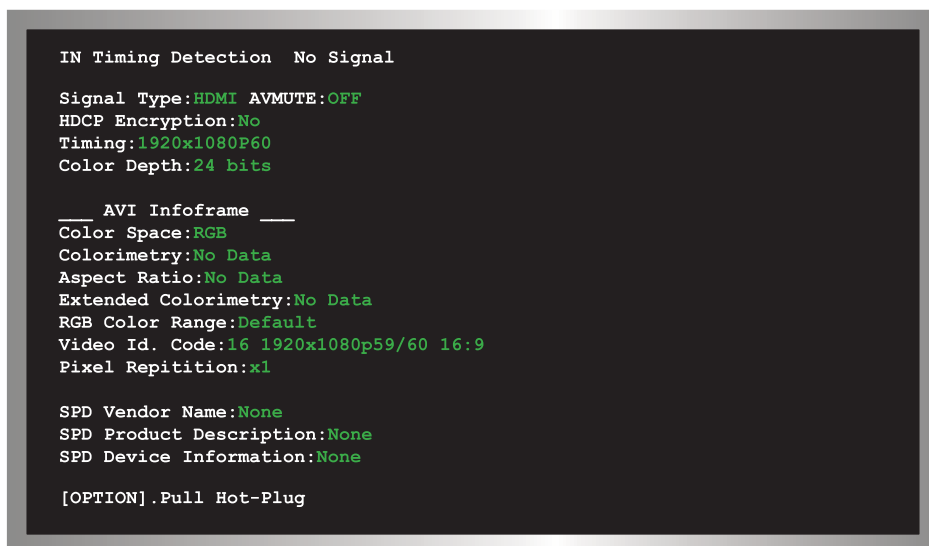 IN Timing Detection  No Signal
Signal Type:HDMI AVMUTE:OFF
HDCP Encryption:No
Timing:1920x1080P60
Color Depth:24 bits
___ AVI Infoframe ___
Color Space:RGB
Colorimetry:No Data
Aspect Ratio:No Data
Extended Colorimetry:No Data
RGB Color Range:Default
Video Id. Code:16 1920x1080p59/60 16:9
Pixel Repitition:x1
SPD Vendor Name:None
SPD Product Description:None
SPD Device Information:None
[OPTION].Pull Hot-Plug